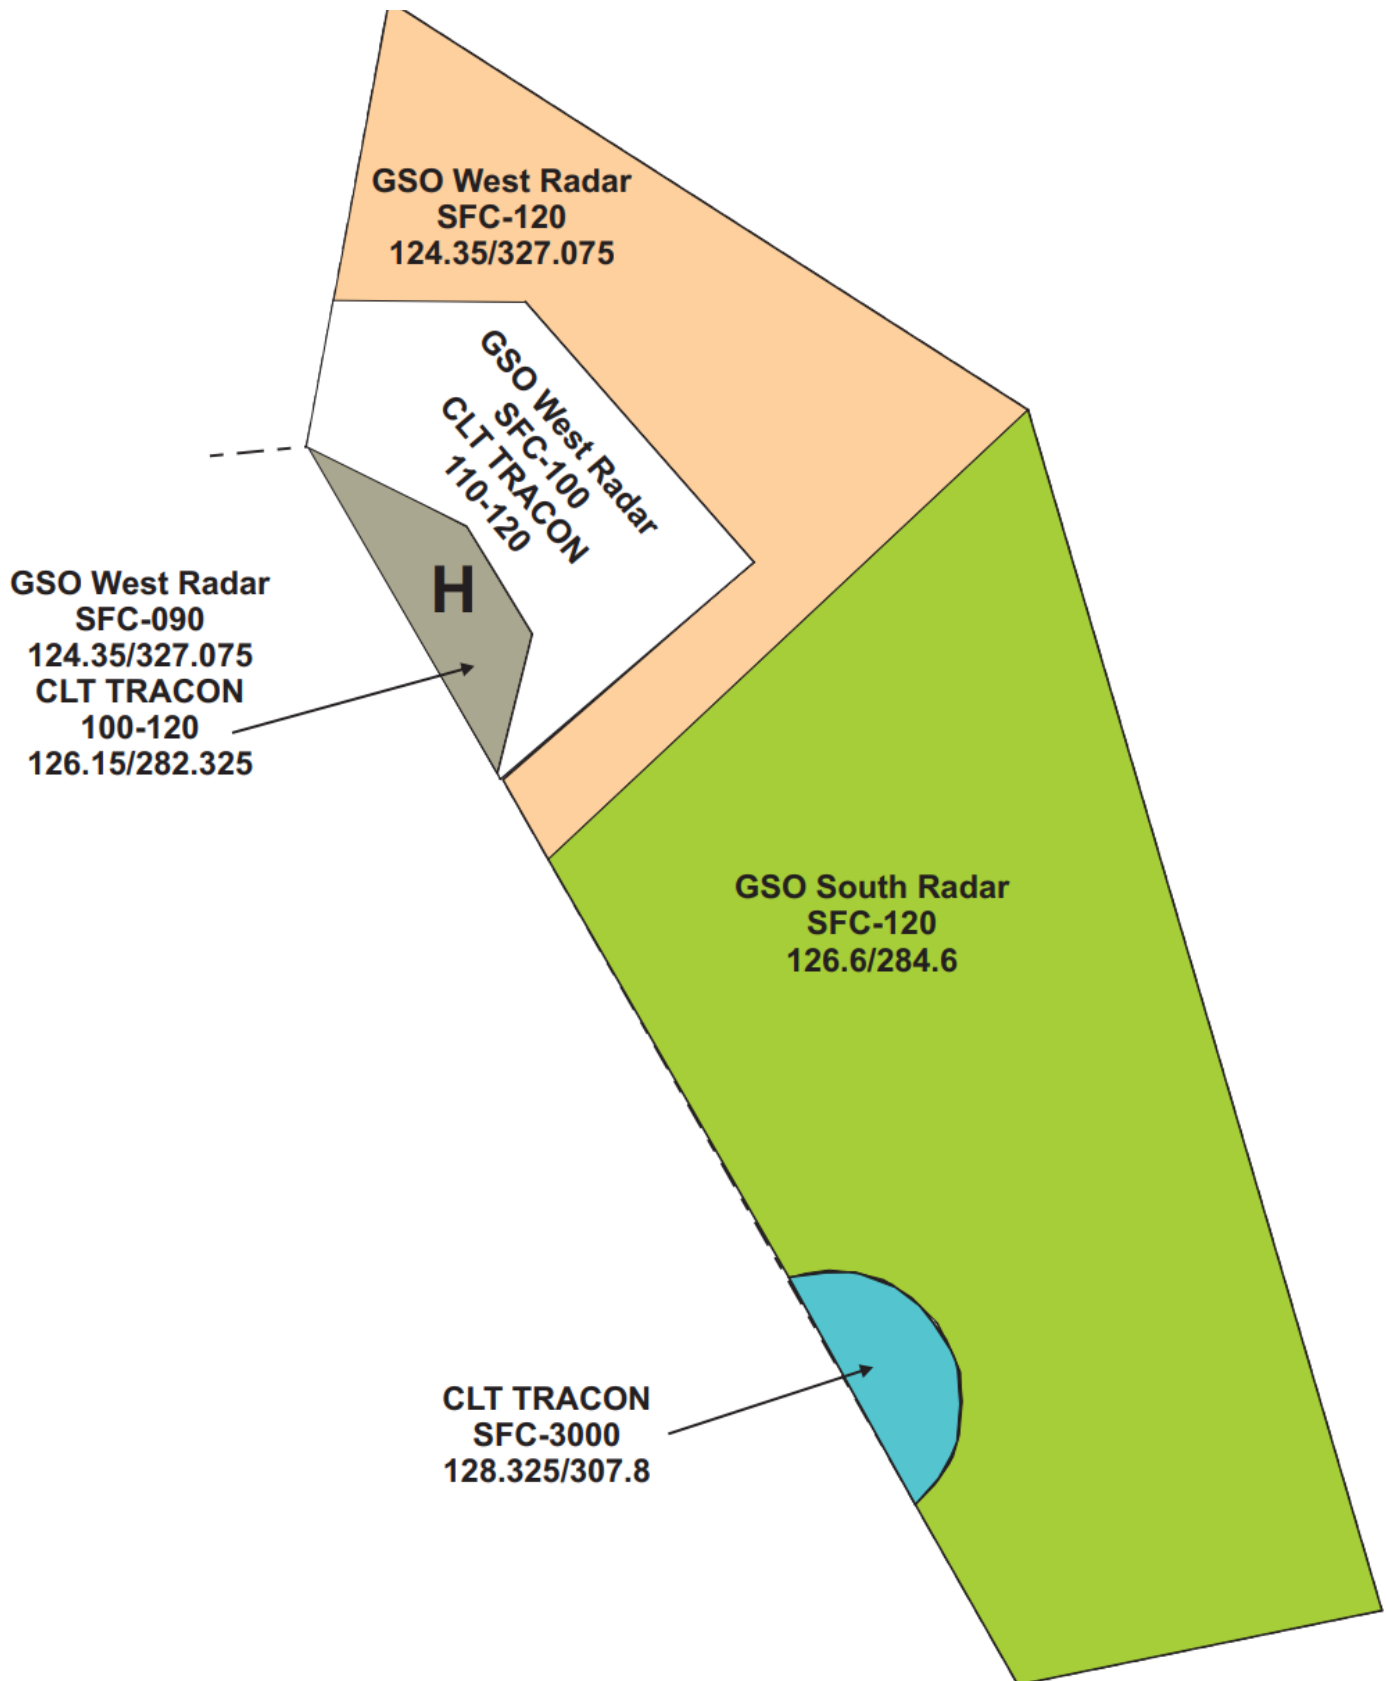 GSO West Radar
SFC-120
124.35/327.075
GSO West Radar
SFC-100
CLT TRACON
110-120
H
GSO West Radar
SFC-090
124.35/327.075
CLT TRACON
100-120
126.15/282.325
GSO South Radar
SFC-120
126.6/284.6
CLT TRACON
SFC-3000
128.325/307.8